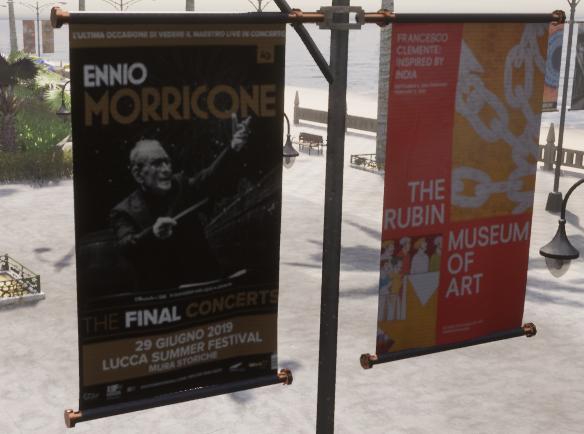 L'ULTIMA OCCASIONE DI VEDERE IL MAESTRO LIVE IN CONCERTO
ENNIO
MORRICONE
THE FINAL CONCERTS
29 GIUGNO 2019
LUCCA SUMMER FESTIVAL
MURA STORICHE
FRANCESCO
CLEMENTE:
INSPIRED BY
INDIA
THE
RUBIN
MUSEUM
OF
ART